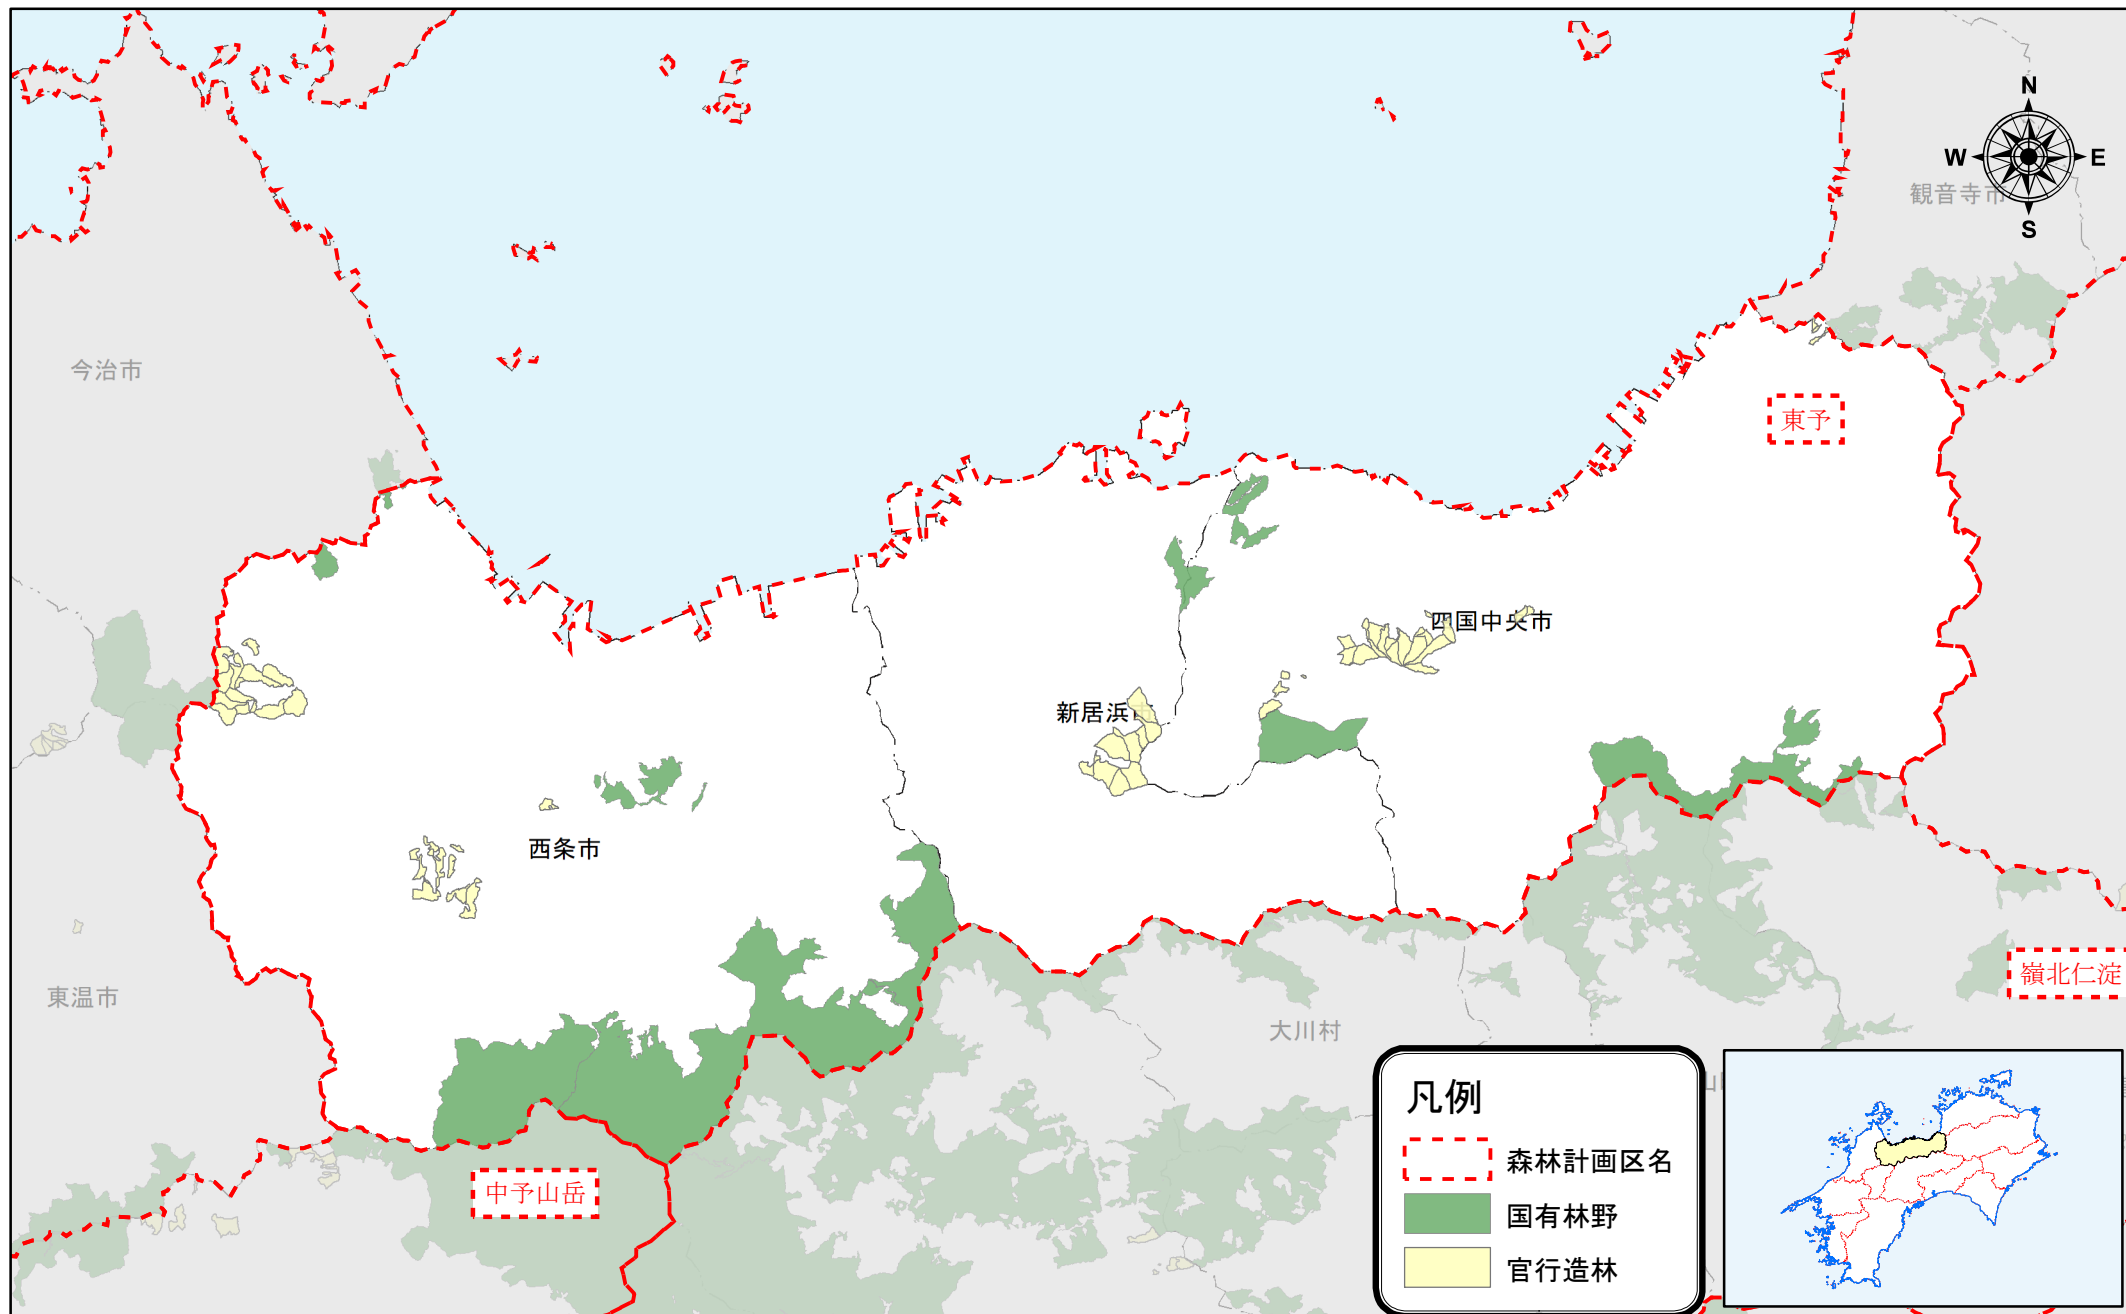 N
W
E
S
観音寺市
今治市
東予
四国中央市
新居浜市
西条市
東温市
嶺北仁淀
大川村
中予山岳
凡例
森林計画区名
国有林野
官行造林